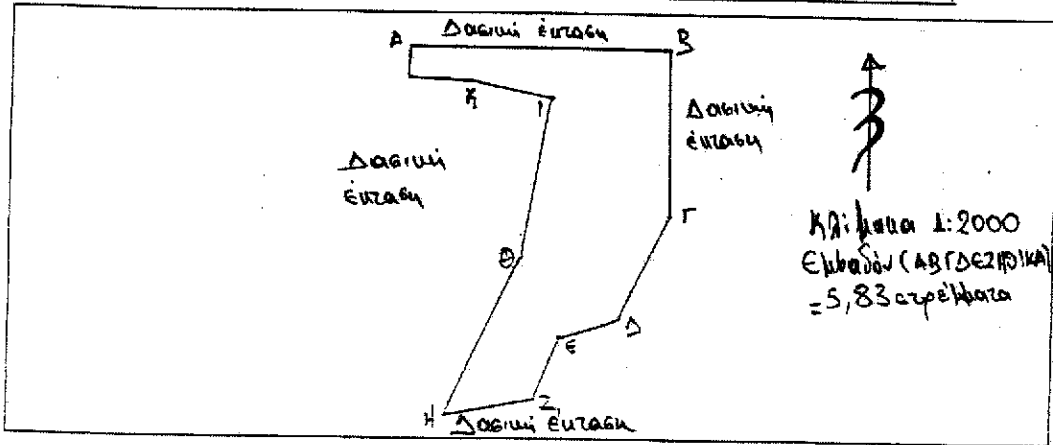 Δασική έκταση
Α
Β
Κ
Ι
Δασική
έκταση
Δασική
έκταση
Γ
Κλίμακα 1:2000
Εμβαδόν (ΑΒΓΔΕΖΗΘΙΚΑ)
=5,83 στρέμματα
Θ
Δ
Ε
Ζ
Η
Δασική έκταση